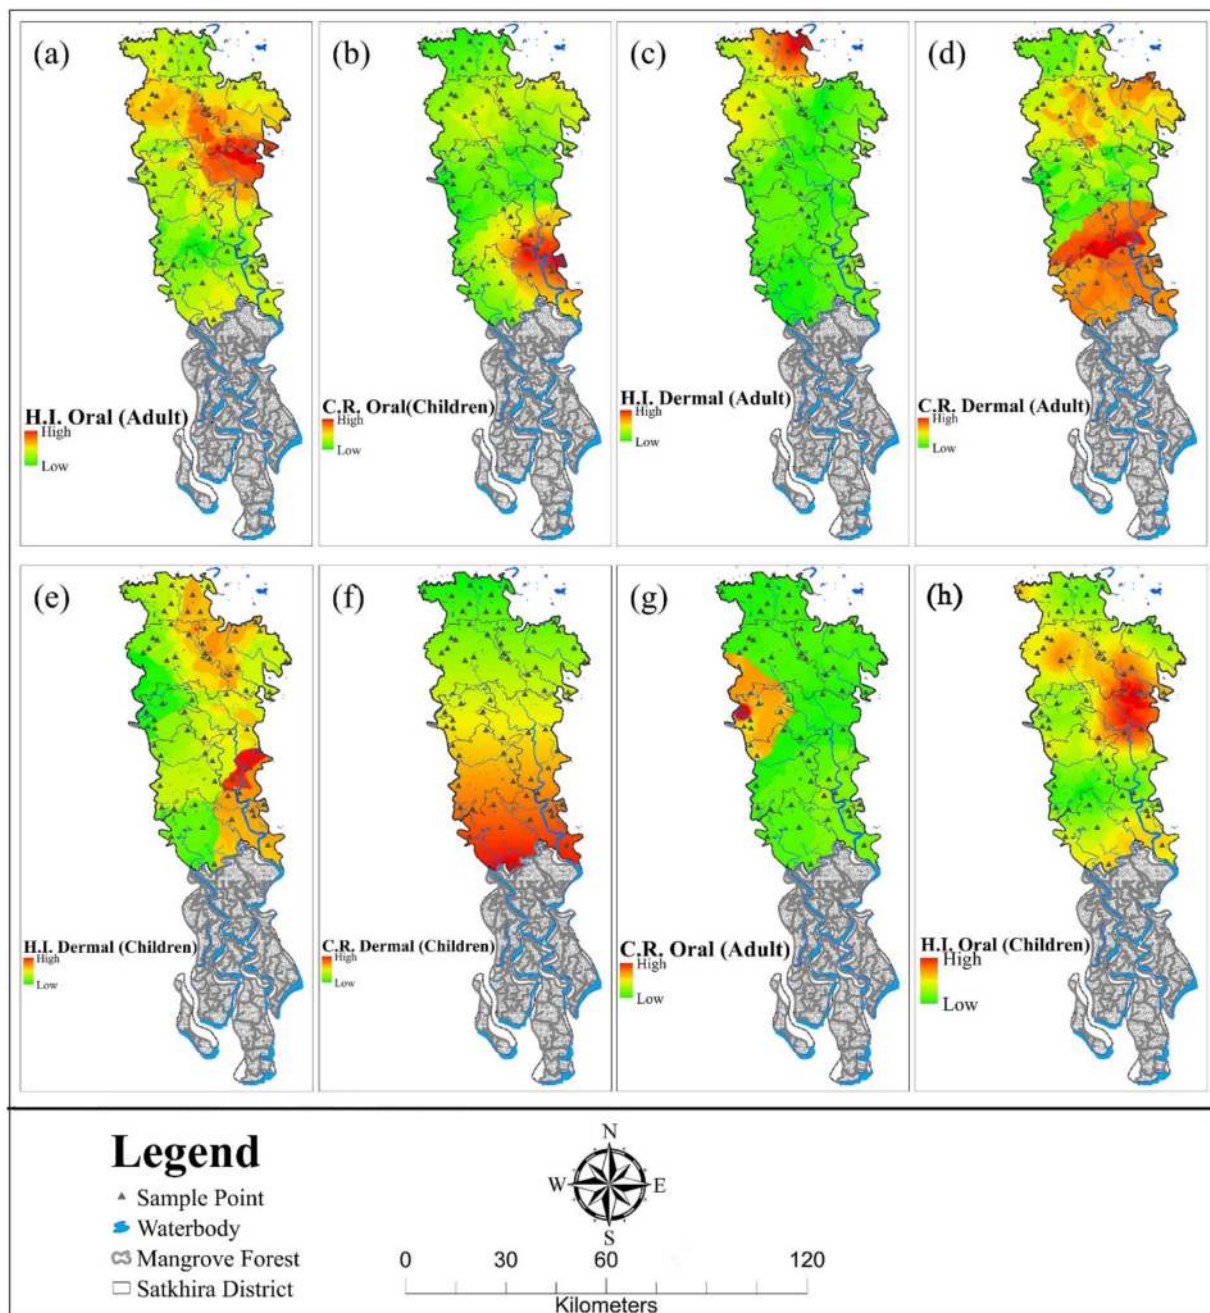 (a)
(b)
(c)
(d)
H.I. Oral (Adult)
High
Low
C.R. Oral(Children)
High
Low
H.I. Dermal (Adult)
High
Low
C.R. Dermal (Adult)
High
Low
(e)
(f)
(g)
(h)
H.I. Dermal (Children)
High
Low
C.R. Dermal (Children)
High
Low
C.R. Oral (Adult)
High
Low
H.I. Oral (Children)
High
Low
Legend
Sample Point
Waterbody
Mangrove Forest
Satkhira District
N
W E
S
0 30 60 120
Kilometers